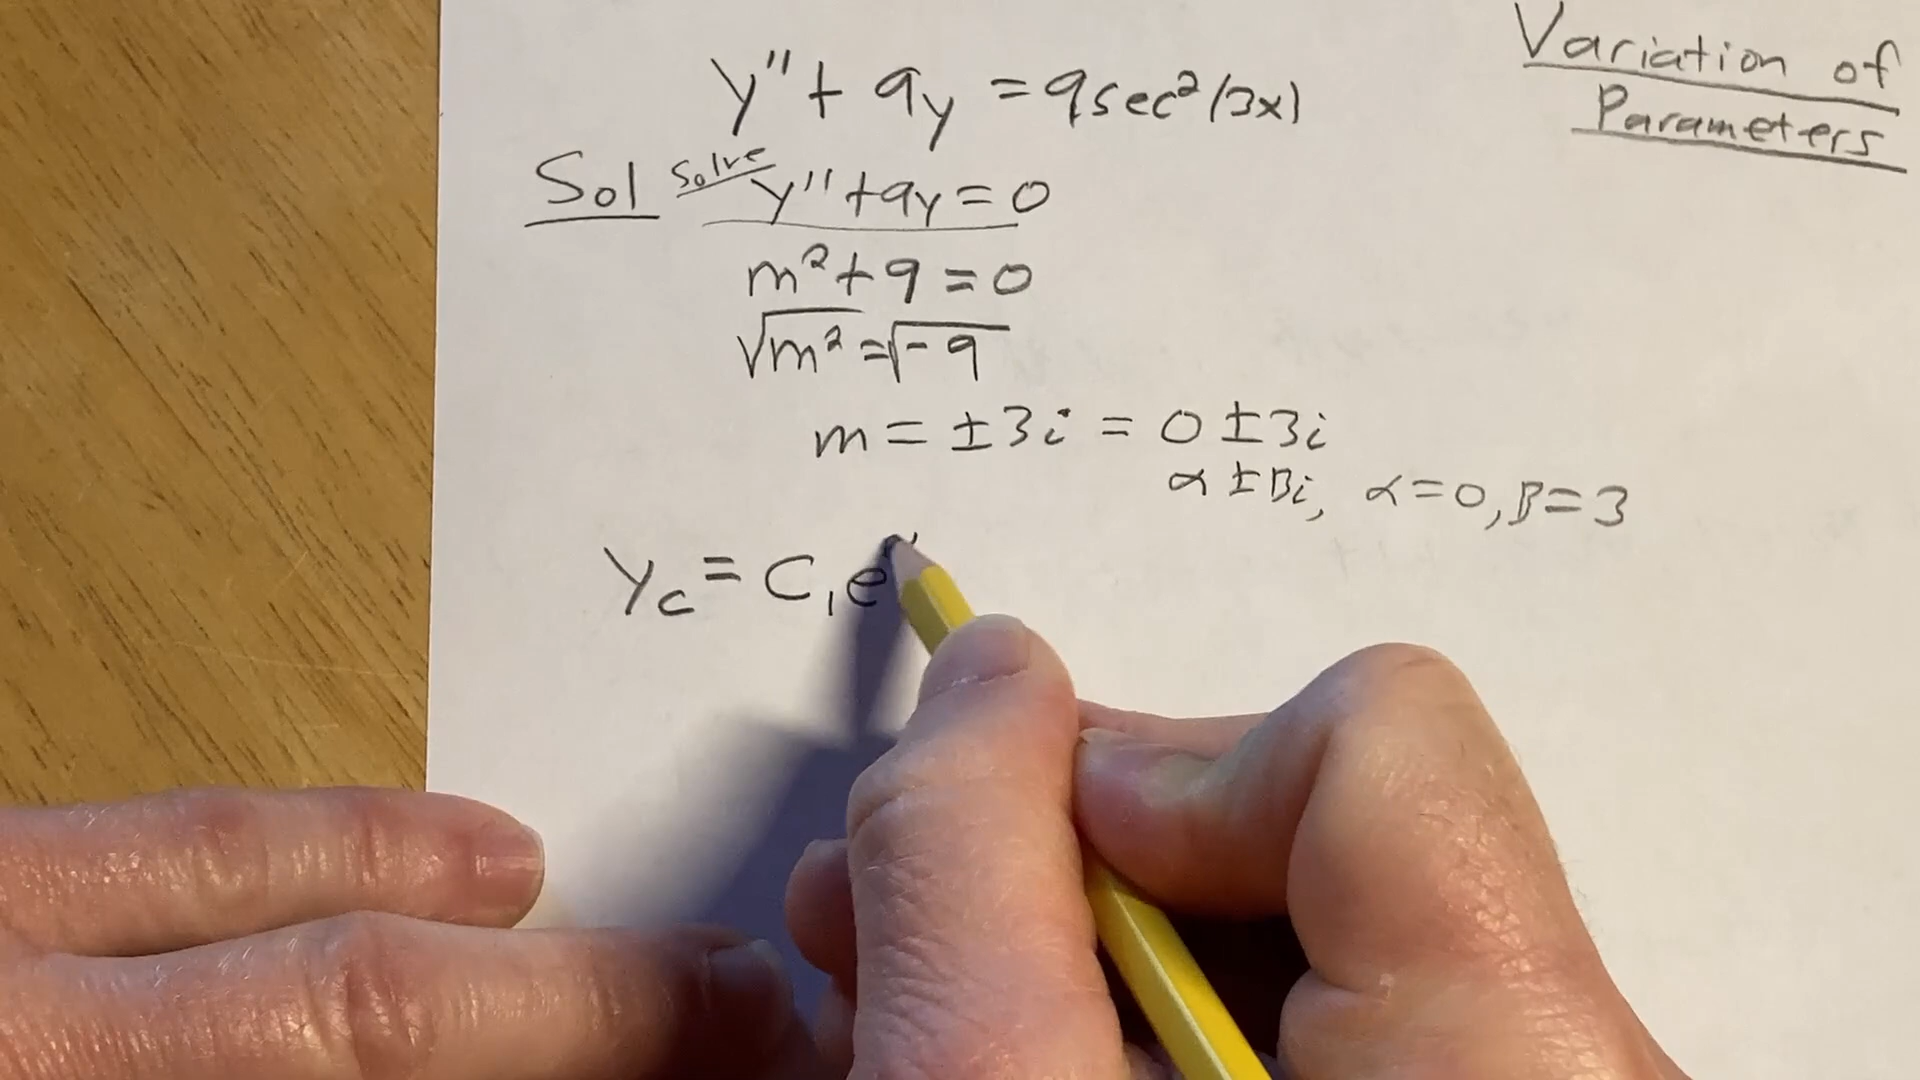 y'' + 9y = 9sec²(3x)
Variation of
Parameters
Sol Solve y'' + 9y = 0
m² + 9 = 0
√m² = √-9
m = ±3i = 0 ± 3i
α ± βi, α = 0, β = 3
y_c = c₁e